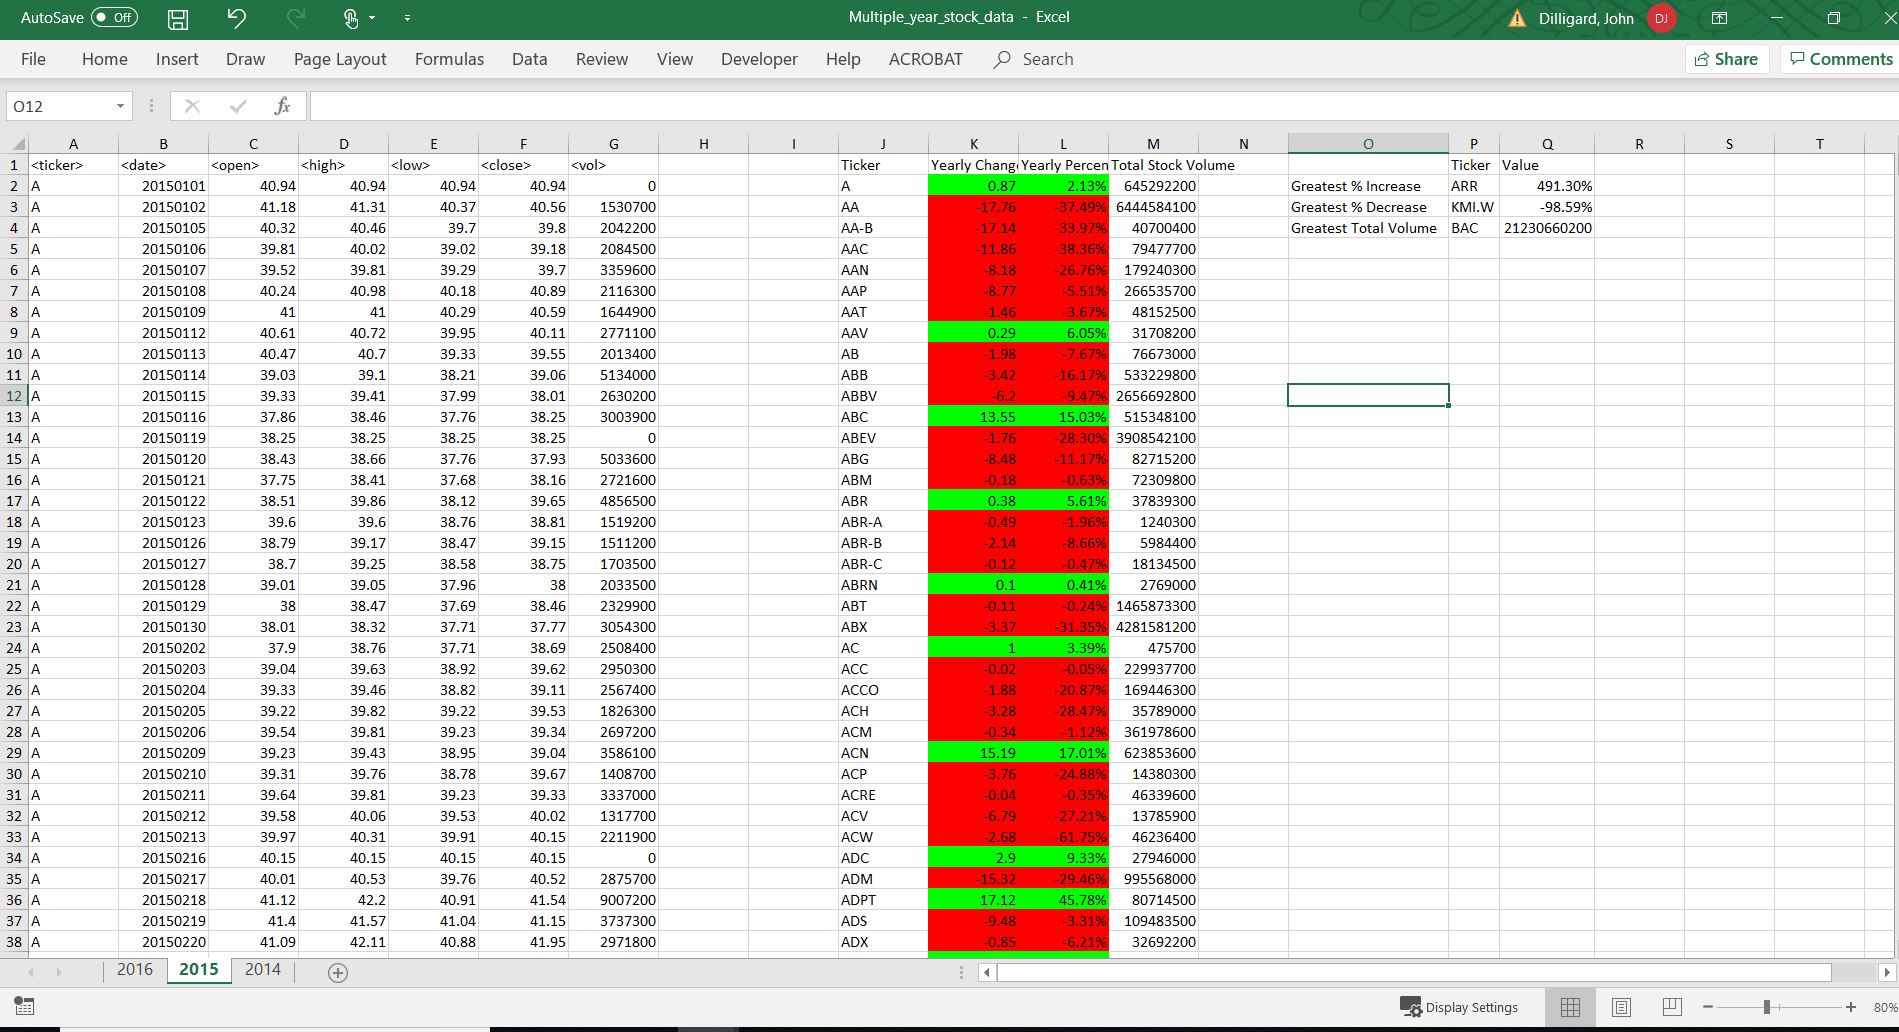 AutoSave Off Multiple_year_stock_data - Excel Dilligard, John DJ
File Home Insert Draw Page Layout Formulas Data Review View Developer Help ACROBAT Search Share Comments
O12 fx
A B C D E F G H I J K L M N O P Q R S T
1 <ticker> <date> <open> <high> <low> <close> <vol> Ticker Yearly Chang Yearly Percen Total Stock Volume Ticker Value
2 A 20150101 40.94 40.94 40.94 40.94 0 A 0.87 2.13% 645292200 Greatest % Increase ARR 491.30%
3 A 20150102 41.18 41.31 40.37 40.56 1530700 AA -17.76 -37.49% 6444584100 Greatest % Decrease KMI.W -98.59%
4 A 20150105 40.32 40.46 39.7 39.8 2042200 AA-B -17.14 -33.97% 40700400 Greatest Total Volume BAC 21230660200
5 A 20150106 39.81 40.02 39.02 39.18 2084500 AAC -11.86 -38.36% 79477700
6 A 20150107 39.52 39.81 39.29 39.7 3359600 AAN -8.18 -26.76% 179240300
7 A 20150108 40.24 40.98 40.18 40.89 2116300 AAP -8.77 -5.51% 266535700
8 A 20150109 41 41 40.29 40.59 1644900 AAT -1.46 -3.67% 48152500
9 A 20150112 40.61 40.72 39.95 40.11 2771100 AAV 0.29 6.05% 31708200
10 A 20150113 40.47 40.7 39.33 39.55 2013400 AB -1.98 -7.67% 76673000
11 A 20150114 39.03 39.1 38.21 39.06 5134000 ABB -3.42 -16.17% 533229800
12 A 20150115 39.33 39.41 37.99 38.01 2630200 ABBV -6.2 -9.47% 2656692800
13 A 20150116 37.86 38.46 37.76 38.25 3003900 ABC 13.55 15.03% 515348100
14 A 20150119 38.25 38.25 38.25 38.25 0 ABEV -1.76 -28.30% 3908542100
15 A 20150120 38.43 38.66 37.76 37.93 5033600 ABG -8.48 -11.17% 82715200
16 A 20150121 37.75 38.41 37.68 38.16 2721600 ABM -0.18 -0.63% 72309800
17 A 20150122 38.51 39.86 38.12 39.65 4856500 ABR 0.38 5.61% 37839300
18 A 20150123 39.6 39.6 38.76 38.81 1519200 ABR-A -0.49 -1.96% 1240300
19 A 20150126 38.79 39.17 38.47 39.15 1511200 ABR-B -2.14 -8.66% 5984400
20 A 20150127 38.7 39.25 38.58 38.75 1703500 ABR-C -0.12 -0.47% 18134500
21 A 20150128 39.01 39.05 37.96 38 2033500 ABRN 0.1 0.41% 2769000
22 A 20150129 38 38.47 37.69 38.46 2329900 ABT -0.11 -0.24% 1465873300
23 A 20150130 38.01 38.32 37.71 37.77 3054300 ABX -3.37 -31.35% 4281581200
24 A 20150202 37.9 38.76 37.71 38.69 2508400 AC 1 3.39% 475700
25 A 20150203 39.04 39.63 38.92 39.62 2950300 ACC -0.02 -0.05% 229937700
26 A 20150204 39.33 39.46 38.82 39.11 2567400 ACCO -1.88 -20.87% 169446300
27 A 20150205 39.22 39.82 39.22 39.53 1826300 ACH -3.28 -28.47% 35789000
28 A 20150206 39.54 39.81 39.23 39.34 2697200 ACM -0.34 -1.12% 361978600
29 A 20150209 39.23 39.43 38.95 39.04 3586100 ACN 15.19 17.01% 623853600
30 A 20150210 39.31 39.76 38.78 39.67 1408700 ACP -3.76 -24.88% 14380300
31 A 20150211 39.64 39.81 39.23 39.33 3337000 ACRE -0.04 -0.35% 46339600
32 A 20150212 39.58 40.06 39.53 40.02 1317700 ACV -6.79 -27.21% 13785900
33 A 20150213 39.97 40.31 39.91 40.15 2211900 ACW -2.68 -61.75% 46236400
34 A 20150216 40.15 40.15 40.15 40.15 0 ADC 2.9 9.33% 27946000
35 A 20150217 40.01 40.53 39.76 40.52 2875700 ADM -15.32 -29.46% 995568000
36 A 20150218 41.12 42.2 40.91 41.54 9007200 ADPT 17.12 45.78% 80714500
37 A 20150219 41.4 41.57 41.04 41.15 3737300 ADS -9.48 -3.31% 109483500
38 A 20150220 41.09 42.11 40.88 41.95 2971800 ADX -0.85 -6.21% 32692200
2016 2015 2014
Display Settings 80%